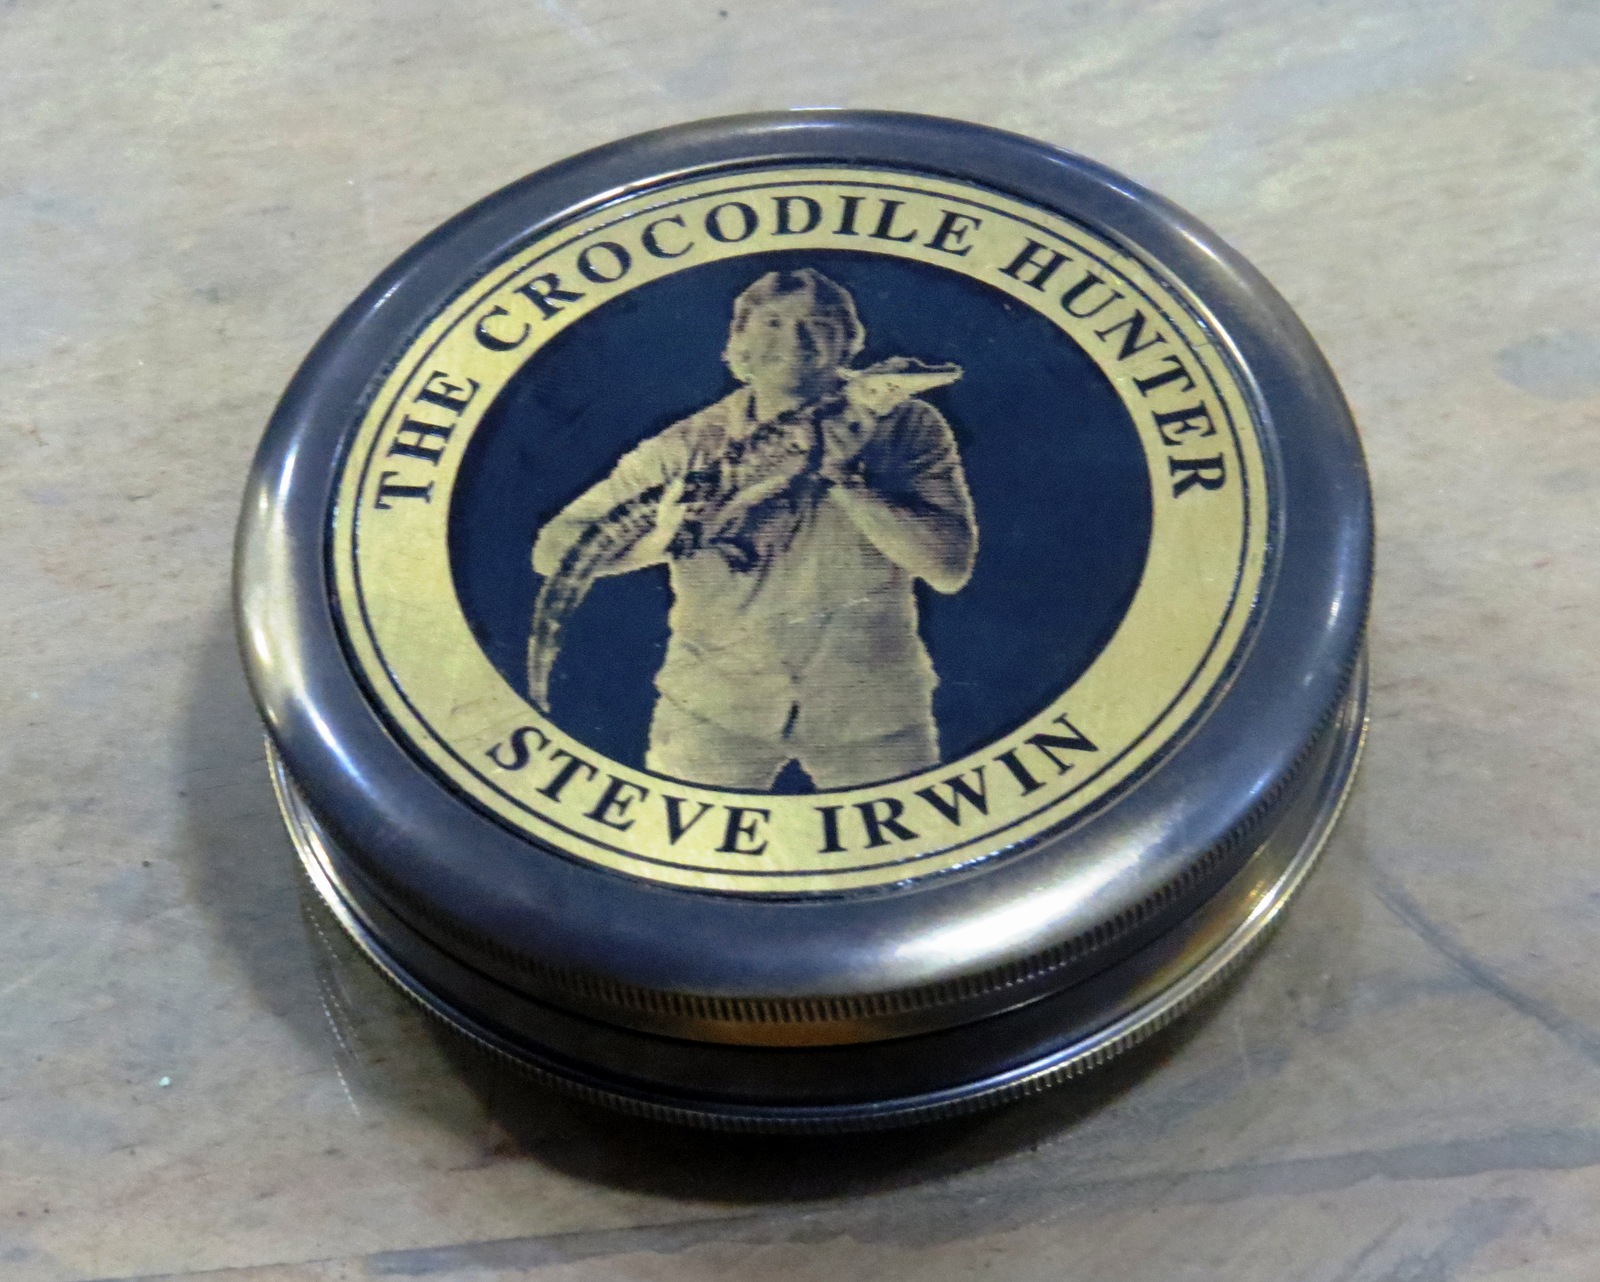 THE CROCODILE HUNTER
STEVE IRWIN